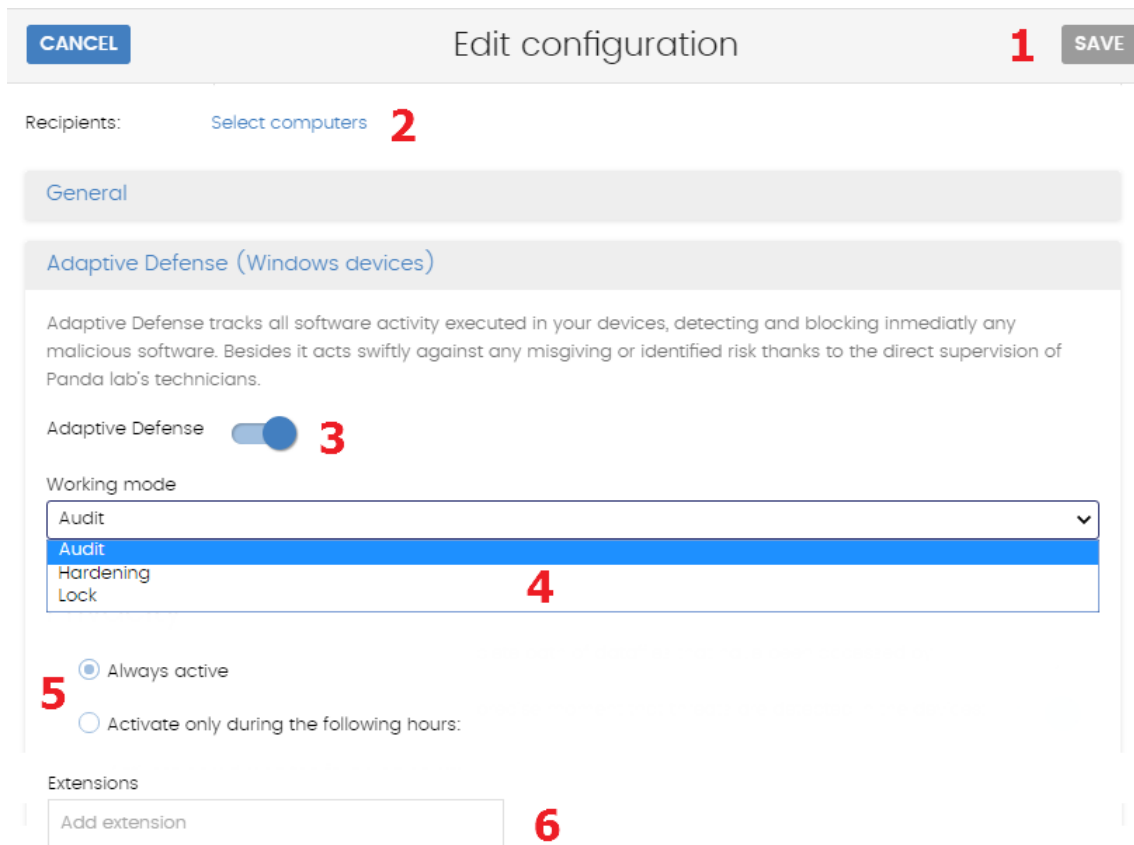 CANCEL Edit configuration 1 SAVE
Recipients: Select computers 2
General
Adaptive Defense (Windows devices)
Adaptive Defense tracks all software activity executed in your devices, detecting and blocking inmediatly any
malicious software. Besides it acts swiftly against any misgiving or identified risk thanks to the direct supervision of
Panda lab's technicians.
Adaptive Defense 3
Working mode
Audit
Audit
Hardening
Lock
4
Always active
5
Activate only during the following hours:
Extensions
Add extension 6